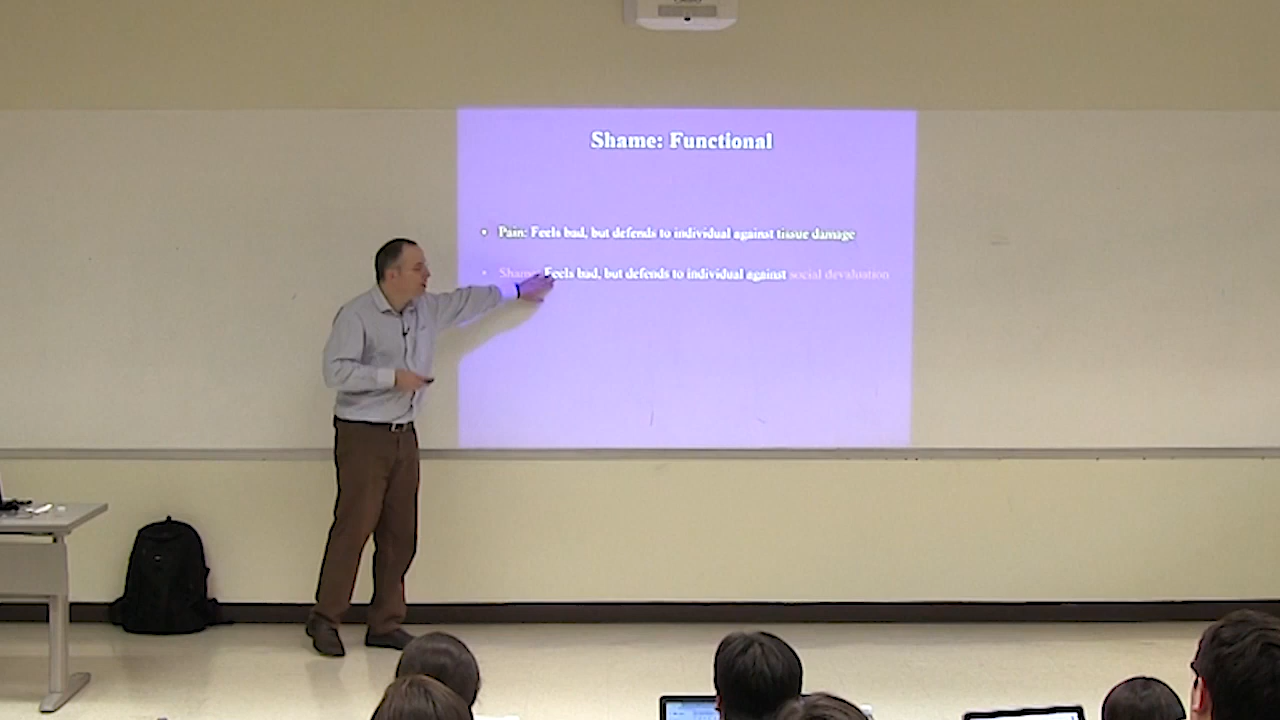 Shame: Functional
• Pain: Feels bad, but defends to individual against tissue damage
• Shame: Feels bad, but defends to individual against social devaluation